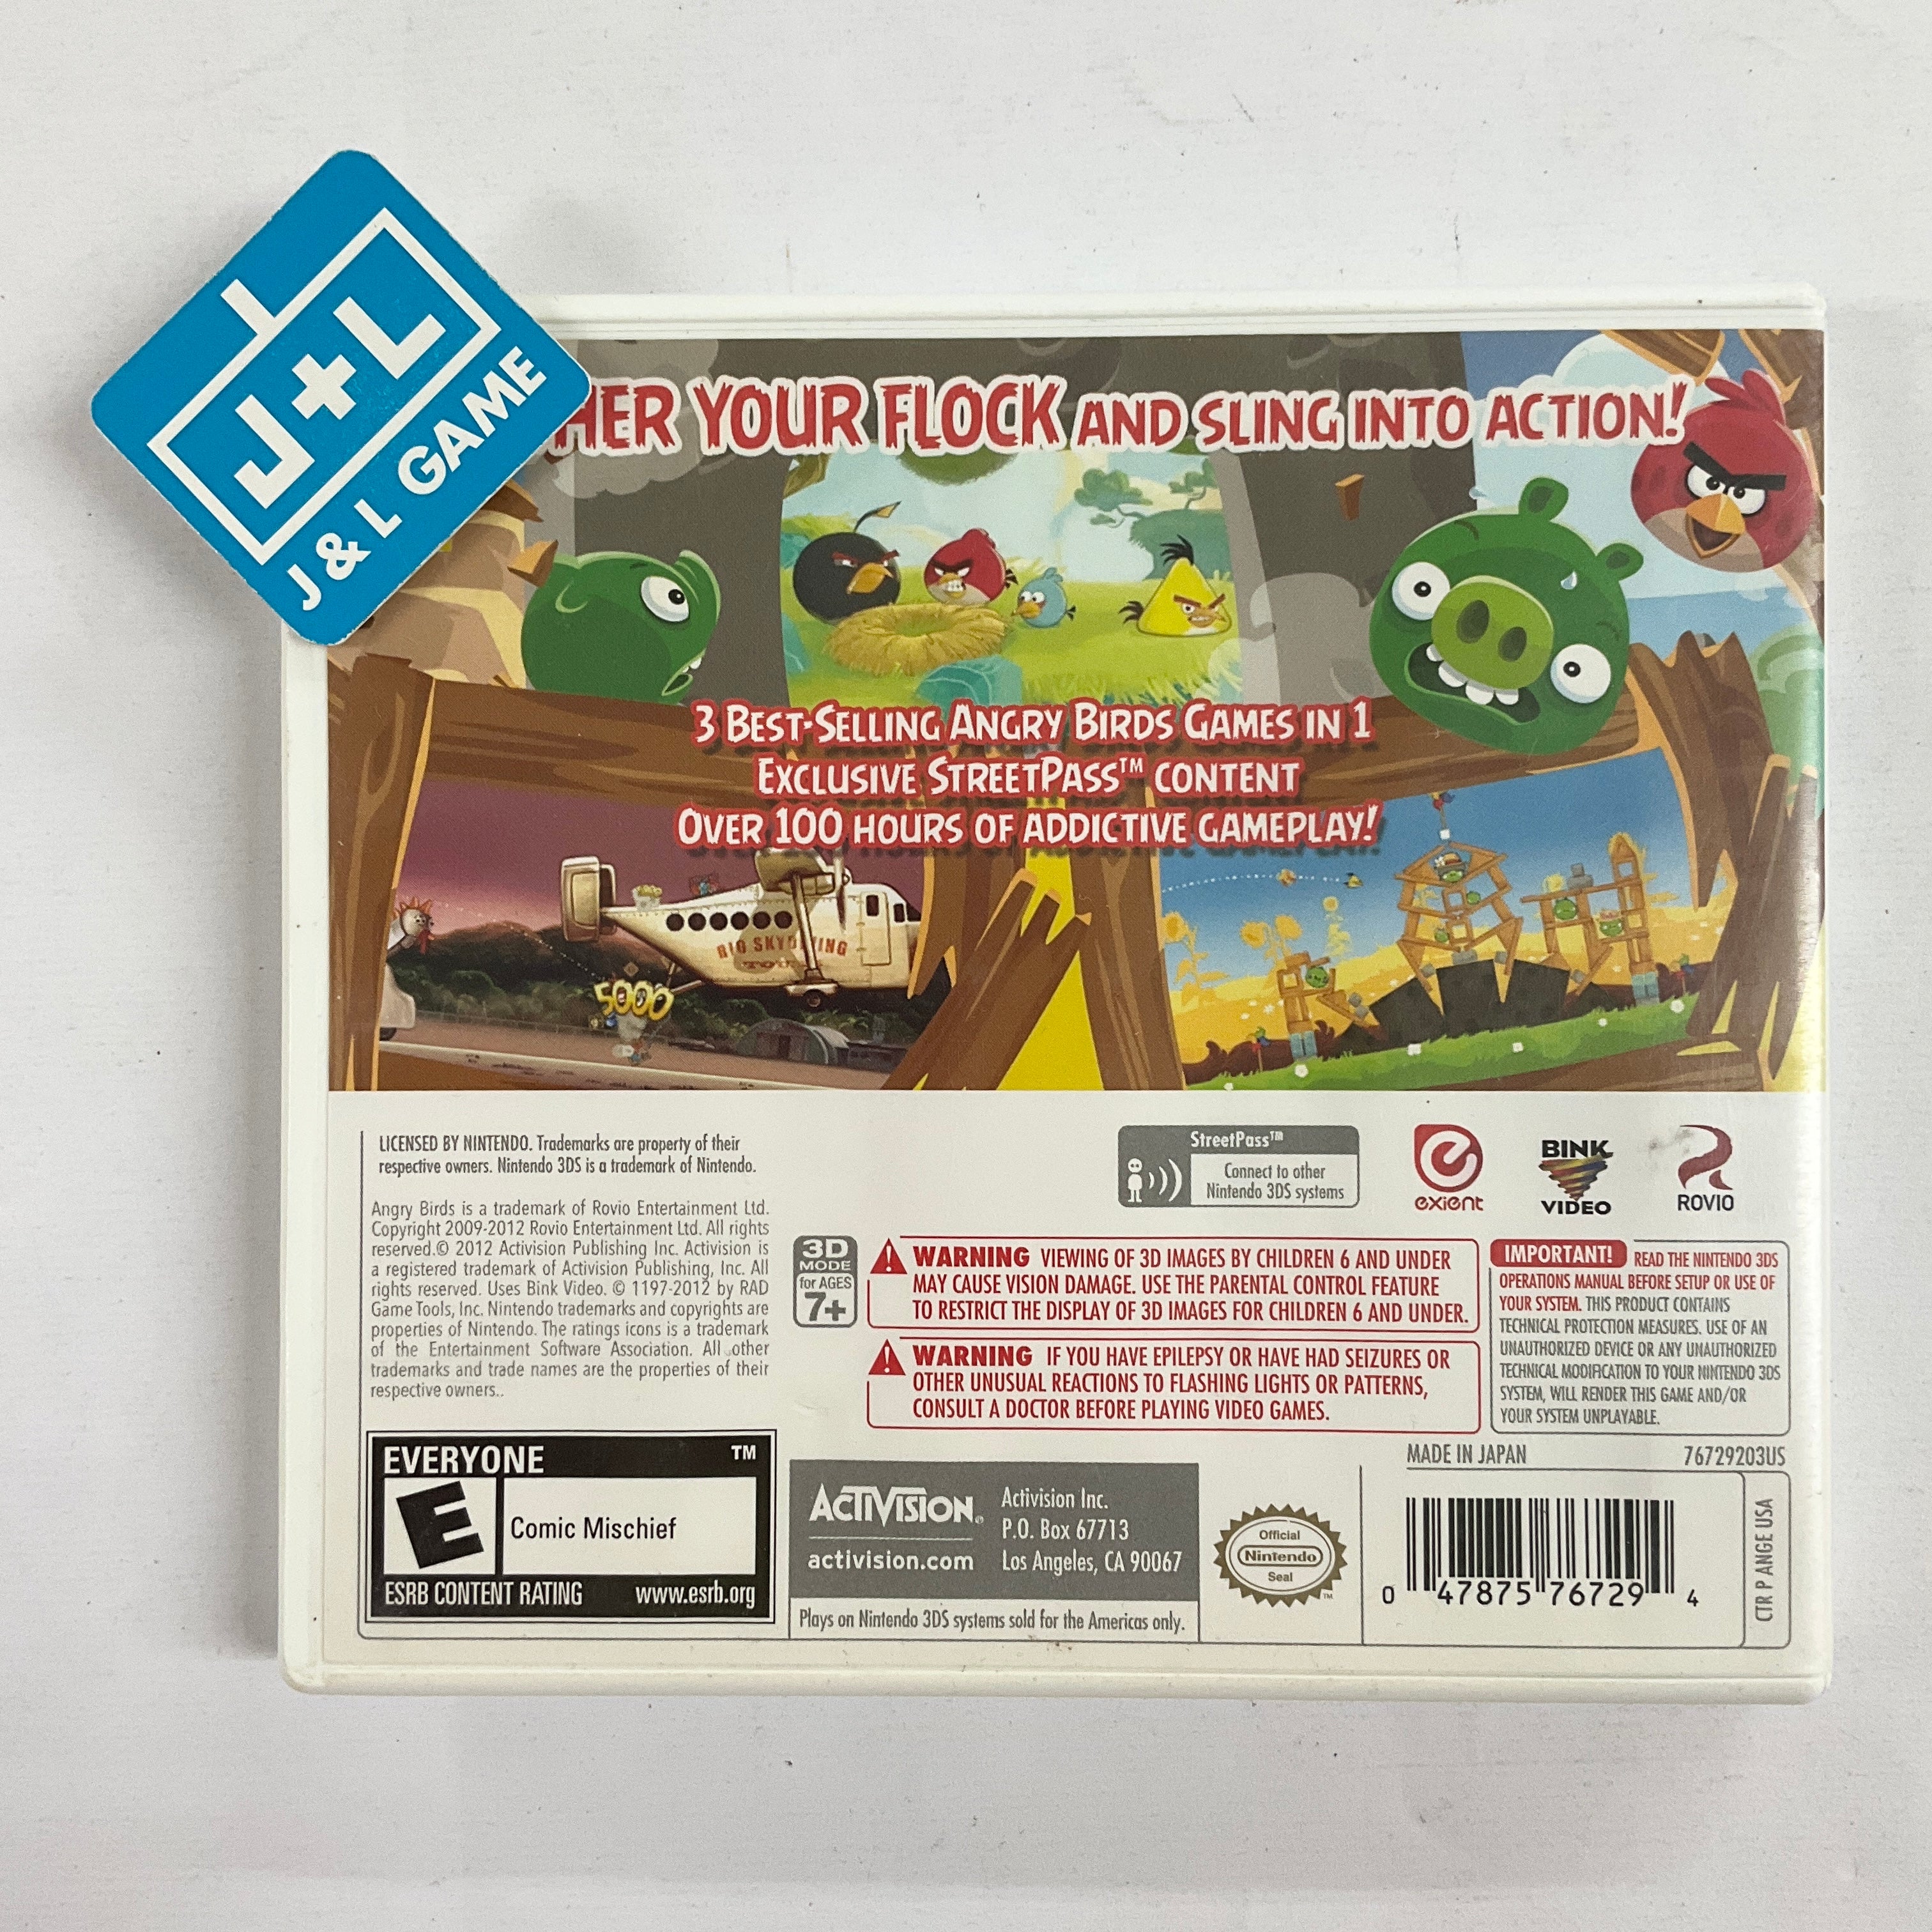 J+L
J & L GAME
HER YOUR FLOCK AND SLING INTO ACTION!
3 BEST-SELLING ANGRY BIRDS GAMES IN 1
EXCLUSIVE STREETPASS™ CONTENT
OVER 100 HOURS OF ADDICTIVE GAMEPLAY!
5000
LICENSED BY NINTENDO. Trademarks are property of their
respective owners. Nintendo 3DS is a trademark of Nintendo.
Angry Birds is a trademark of Rovio Entertainment Ltd.
Copyright 2009-2012 Rovio Entertainment Ltd. All rights
reserved.© 2012 Activision Publishing Inc. Activision is
a registered trademark of Activision Publishing, Inc. All
rights reserved. Uses Bink Video. © 1197-2012 by RAD
Game Tools, Inc. Nintendo trademarks and copyrights are
properties of Nintendo. The ratings icons is a trademark
of the Entertainment Software Association. All other
trademarks and trade names are the properties of their
respective owners..
StreetPass™
Connect to other
Nintendo 3DS systems
exient
BINK
VIDEO
ROVIO
3D
MODE
for AGES
7+
WARNING VIEWING OF 3D IMAGES BY CHILDREN 6 AND UNDER
MAY CAUSE VISION DAMAGE. USE THE PARENTAL CONTROL FEATURE
TO RESTRICT THE DISPLAY OF 3D IMAGES FOR CHILDREN 6 AND UNDER.
WARNING IF YOU HAVE EPILEPSY OR HAVE HAD SEIZURES OR
OTHER UNUSUAL REACTIONS TO FLASHING LIGHTS OR PATTERNS,
CONSULT A DOCTOR BEFORE PLAYING VIDEO GAMES.
IMPORTANT! READ THE NINTENDO 3DS
OPERATIONS MANUAL BEFORE SETUP OR USE OF
YOUR SYSTEM. THIS PRODUCT CONTAINS
TECHNICAL PROTECTION MEASURES. USE OF AN
UNAUTHORIZED DEVICE OR ANY UNAUTHORIZED
TECHNICAL MODIFICATION TO YOUR NINTENDO 3DS
SYSTEM, WILL RENDER THIS GAME AND/OR
YOUR SYSTEM UNPLAYABLE.
EVERYONE ™
E
Comic Mischief
ESRB CONTENT RATING www.esrb.org
ACTIVISION®
activision.com
Activision Inc.
P.O. Box 67713
Los Angeles, CA 90067
Plays on Nintendo 3DS systems sold for the Americas only.
Official
Nintendo
Seal
™
MADE IN JAPAN 76729203US
0 47875 76729 4
CTR P ANGE USA